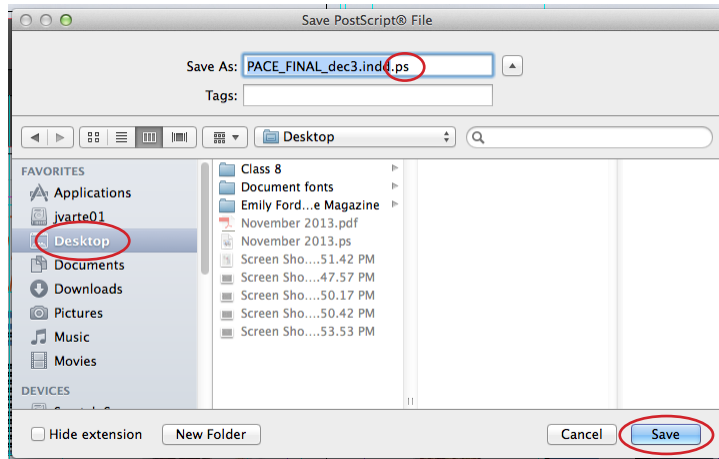 Save PostScript® File
Save As: PACE_FINAL_dec3.indd.ps
Tags:
Desktop
FAVORITES
Applications
jvarte01
Desktop
Documents
Downloads
Pictures
Music
Movies
DEVICES
Class 8
Document fonts
Emily Ford...e Magazine
November 2013.pdf
November 2013.ps
Screen Sho....51.42 PM
Screen Sho....47.57 PM
Screen Sho....50.17 PM
Screen Sho....50.42 PM
Screen Sho....53.53 PM
Hide extension
New Folder
Cancel
Save